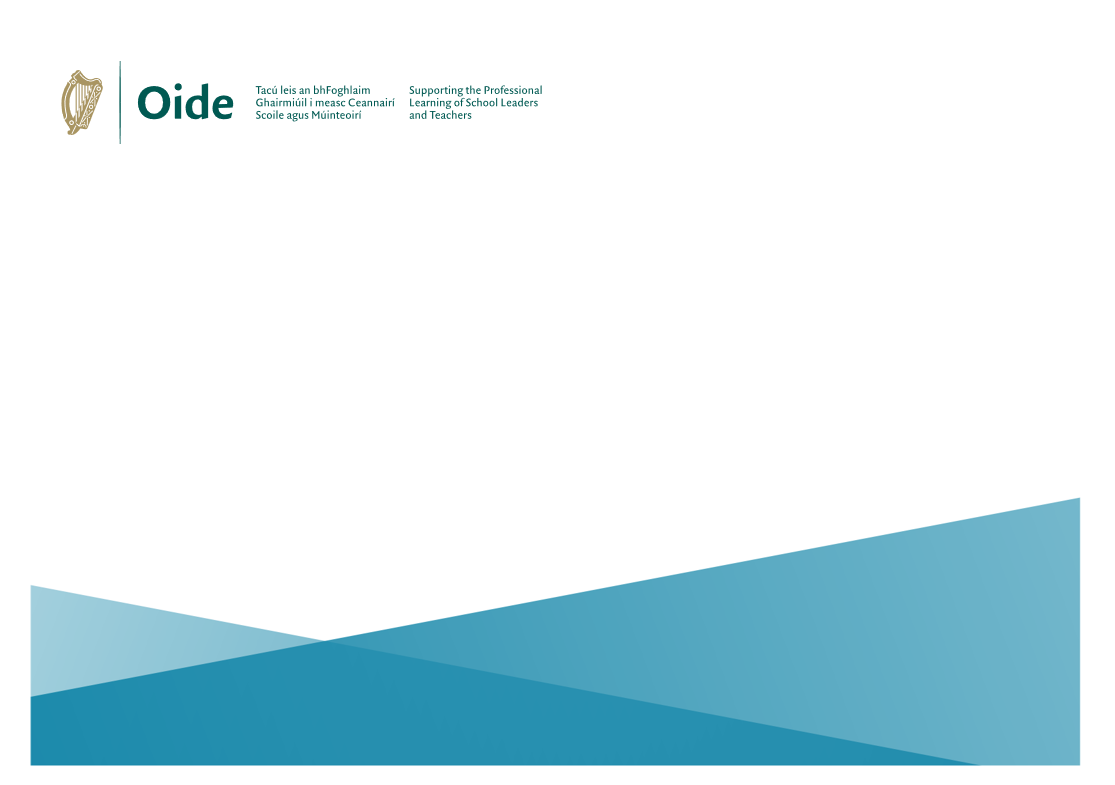 Oide
Tacú leis an bhFoghlaim
Ghairmiúil i measc Ceannairí
Scoile agus Múinteoirí
Supporting the Professional
Learning of School Leaders
and Teachers